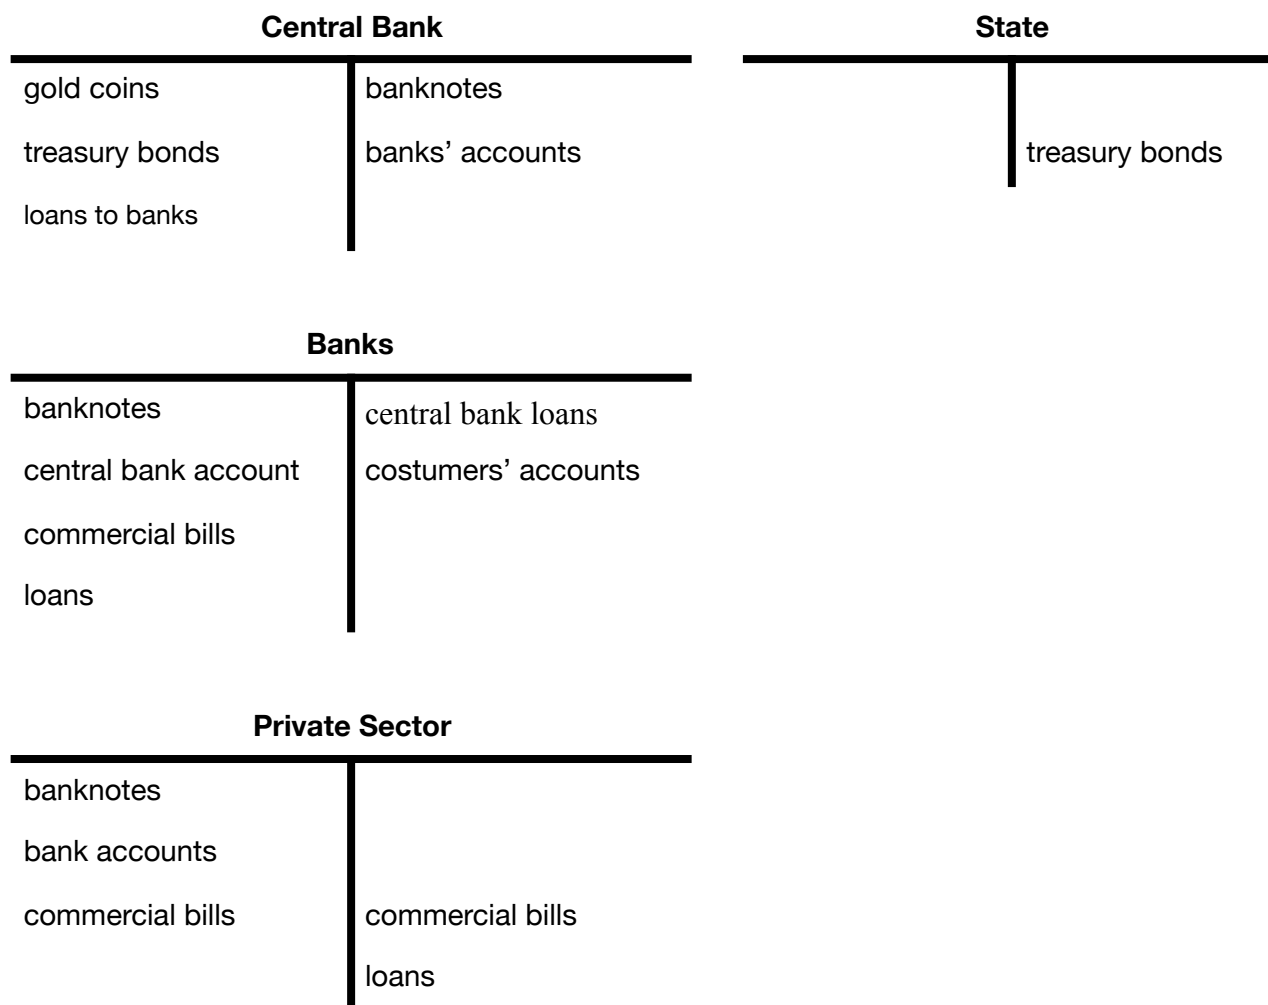 Central Bank
gold coins
banknotes
treasury bonds
banks’ accounts
loans to banks
State
treasury bonds
Banks
banknotes
central bank loans
central bank account
costumers’ accounts
commercial bills
loans
Private Sector
banknotes
bank accounts
commercial bills
commercial bills
loans